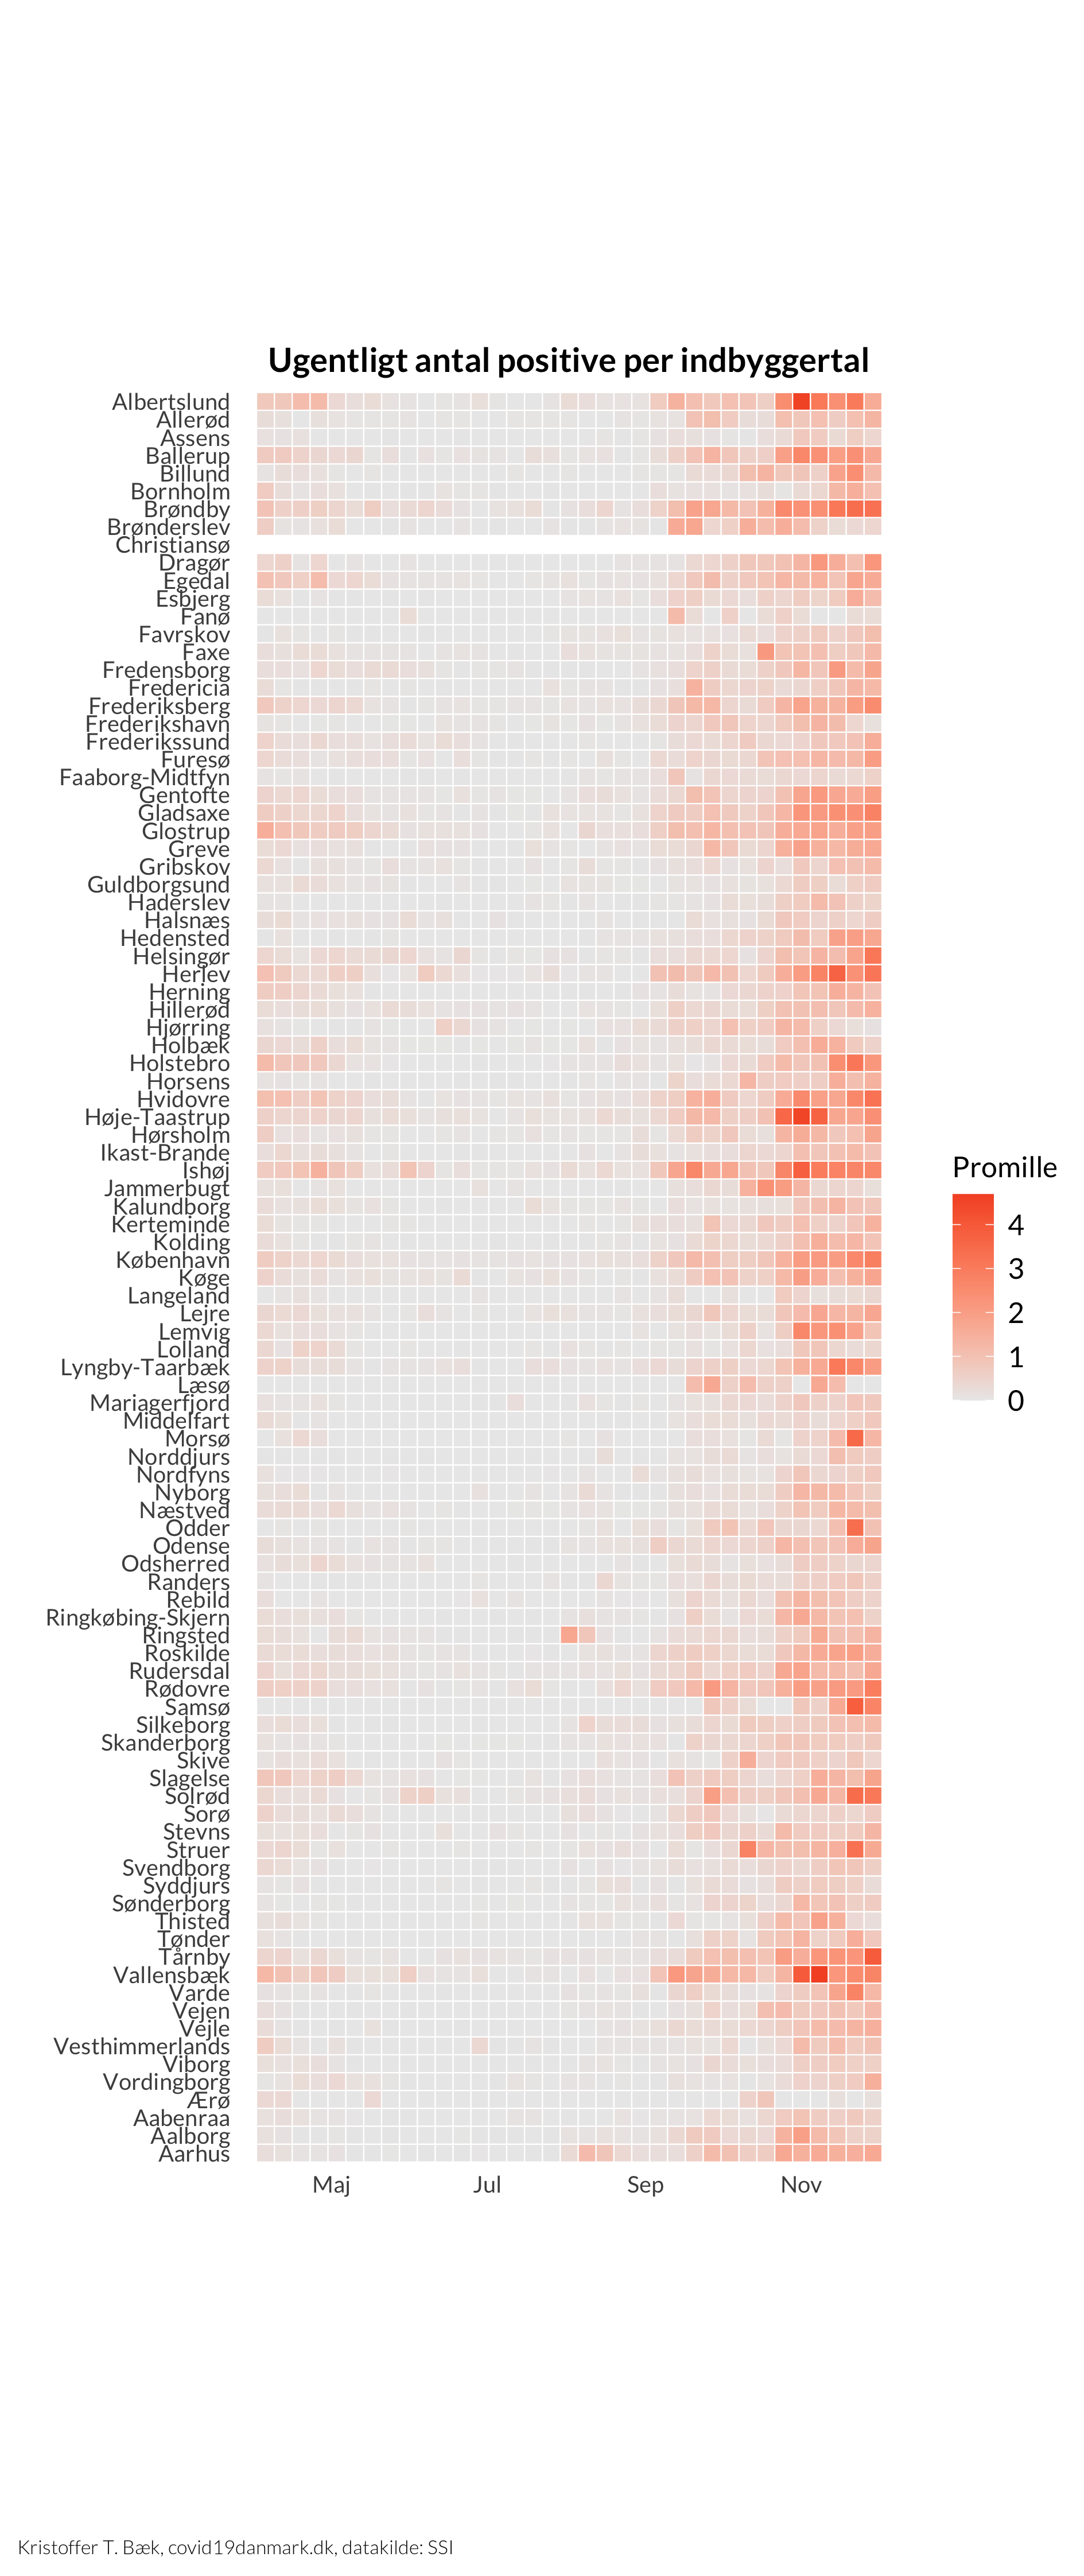 Ugentligt antal positive per indbyggertal
Albertslund
Allerød
Assens
Ballerup
Billund
Bornholm
Brøndby
Brønderslev
Christiansø
Dragør
Egedal
Esbjerg
Fanø
Favrskov
Faxe
Fredensborg
Fredericia
Frederiksberg
Frederikshavn
Frederikssund
Furesø
Faaborg-Midtfyn
Gentofte
Gladsaxe
Glostrup
Greve
Gribskov
Guldborgsund
Haderslev
Halsnæs
Hedensted
Helsingør
Herlev
Herning
Hillerød
Hjørring
Holbæk
Holstebro
Horsens
Hvidovre
Høje-Taastrup
Hørsholm
Ikast-Brande
Ishøj
Jammerbugt
Kalundborg
Kerteminde
Kolding
København
Køge
Langeland
Lejre
Lemvig
Lolland
Lyngby-Taarbæk
Læsø
Mariagerfjord
Middelfart
Morsø
Norddjurs
Nordfyns
Nyborg
Næstved
Odder
Odense
Odsherred
Randers
Rebild
Ringkøbing-Skjern
Ringsted
Roskilde
Rudersdal
Rødovre
Samsø
Silkeborg
Skanderborg
Skive
Slagelse
Solrød
Sorø
Stevns
Struer
Svendborg
Syddjurs
Sønderborg
Thisted
Tønder
Tårnby
Vallensbæk
Varde
Vejen
Vejle
Vesthimmerlands
Viborg
Vordingborg
Ærø
Aabenraa
Aalborg
Aarhus
Maj Jul Sep Nov
Promille
4
3
2
1
0
Kristoffer T. Bæk, covid19danmark.dk, datakilde: SSI